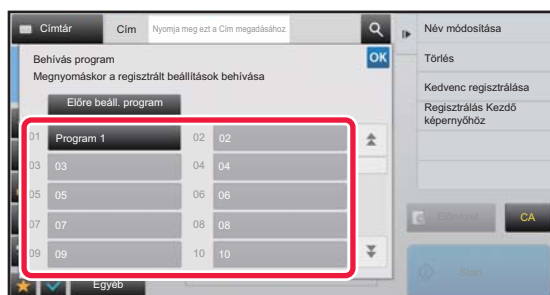 Címtár
Cím
Nyomja meg ezt a Cím megadásához
Behívás program
OK
Megnyomáskor a regisztrált beállítások behívása
Előre beáll. program
01 Program 1 02 02
03 03 04 04
05 05 06 06
07 07 08 08
09 09 10 10
Egyéb
Név módosítása
Törlés
Kedvenc regisztrálása
Regisztrálás Kezdő
képernyőhöz
Előnézet
CA
Start